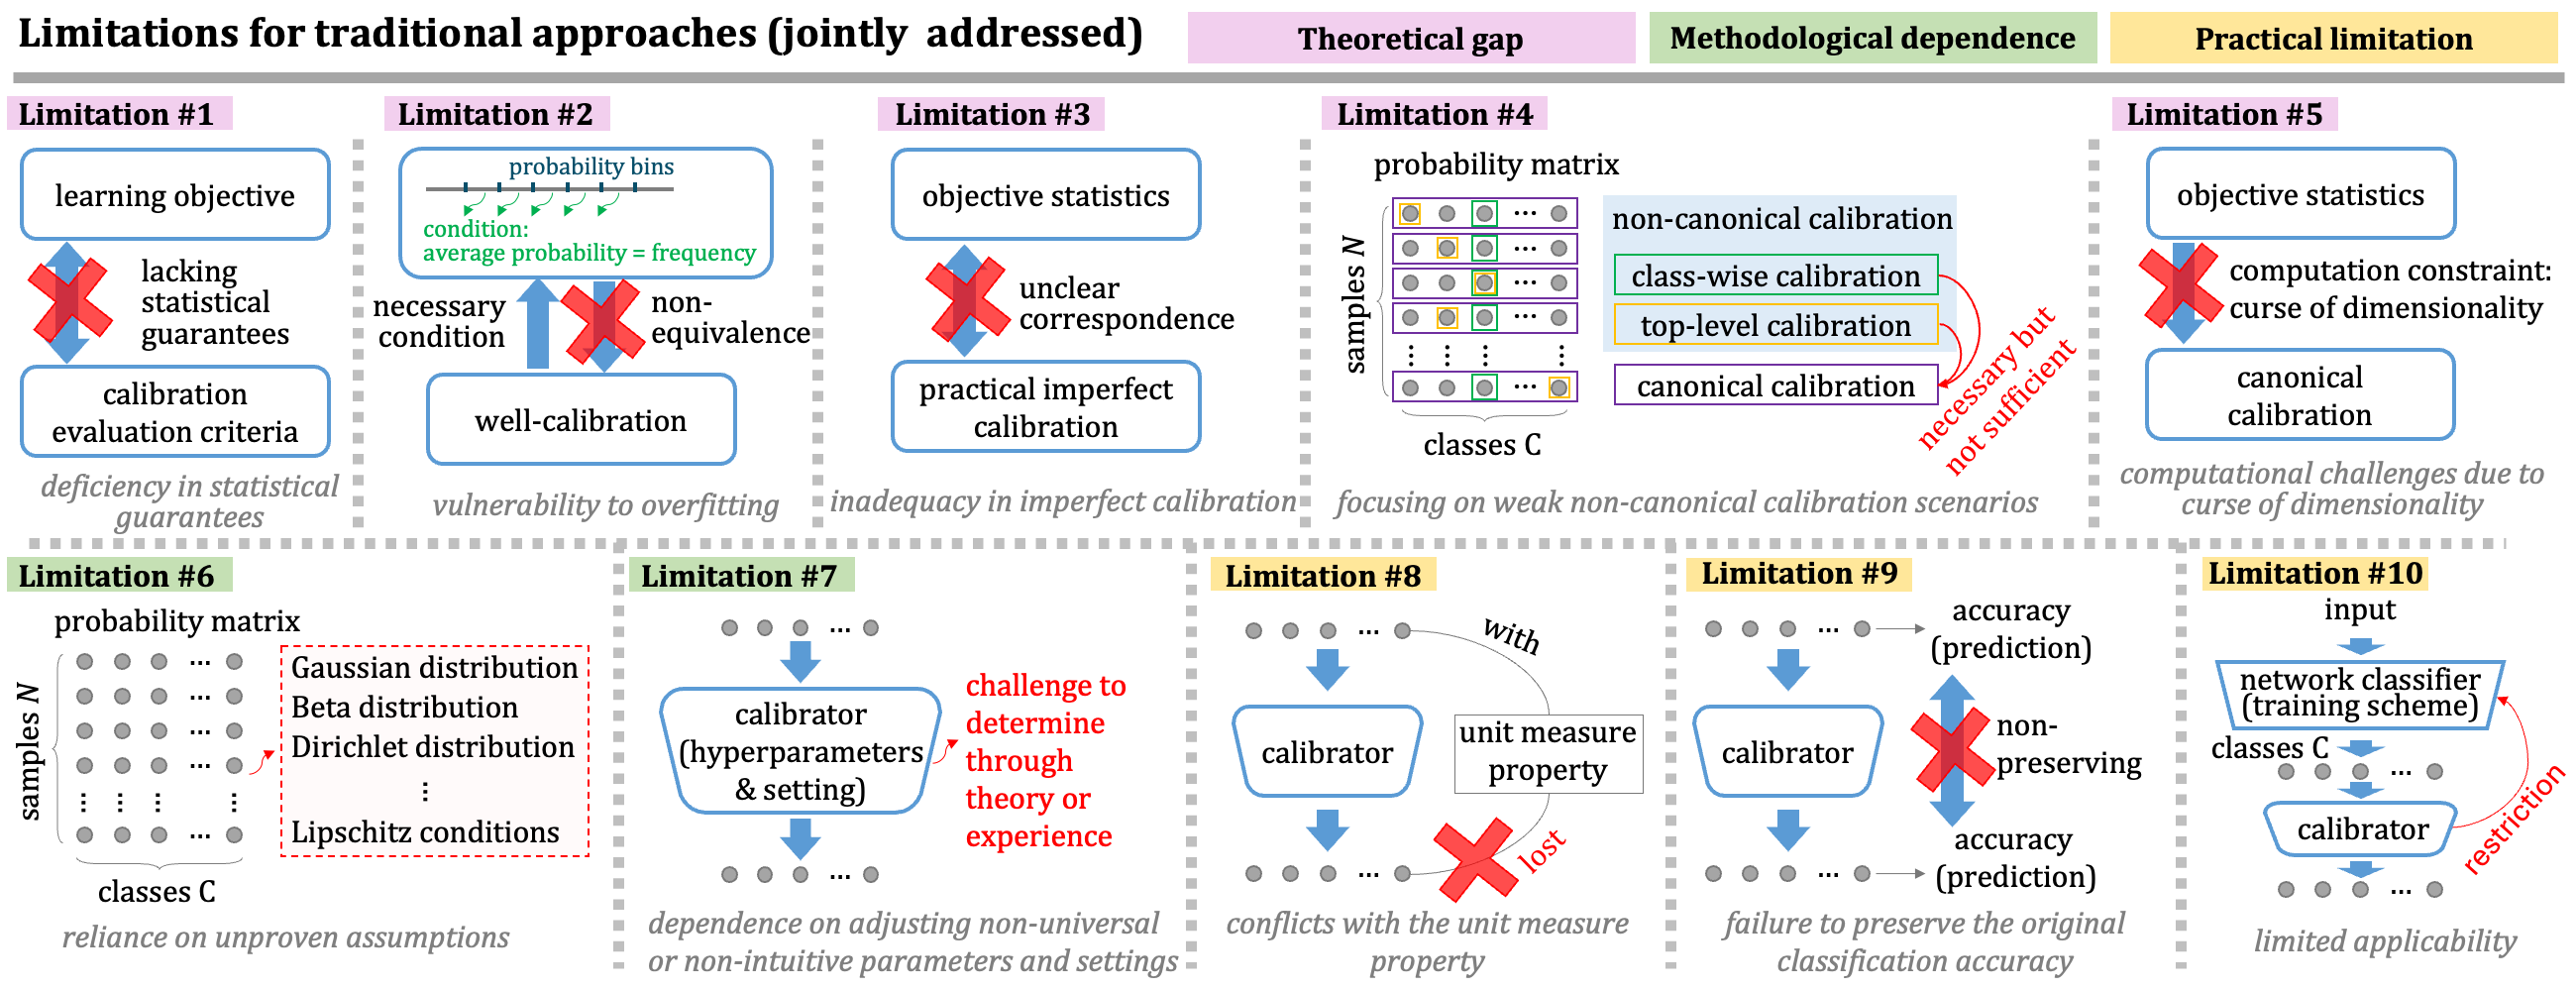 Limitations for traditional approaches (jointly addressed)
Theoretical gap
Methodological dependence
Practical limitation
Limitation #1
learning objective
lacking
statistical
guarantees
calibration
evaluation criteria
deficiency in statistical
guarantees
Limitation #2
probability bins
condition:
average probability = frequency
necessary
condition
non-
equivalence
well-calibration
vulnerability to overfitting
Limitation #3
objective statistics
unclear
correspondence
practical imperfect
calibration
inadequacy in imperfect calibration
Limitation #4
probability matrix
samples N
...
...
...
...
...
classes C
non-canonical calibration
class-wise calibration
top-level calibration
canonical calibration
necessary but
not sufficient
focusing on weak non-canonical calibration scenarios
Limitation #5
objective statistics
computation constraint:
curse of dimensionality
canonical
calibration
computational challenges due to
curse of dimensionality
Limitation #6
probability matrix
samples N
...
...
...
...
...
classes C
Gaussian distribution
Beta distribution
Dirichlet distribution
⋮
Lipschitz conditions
reliance on unproven assumptions
Limitation #7
...
calibrator
(hyperparameters
& setting)
...
challenge to
determine
through
theory or
experience
dependence on adjusting non-universal
or non-intuitive parameters and settings
Limitation #8
...
with
calibrator
unit measure
property
...
lost
conflicts with the unit measure
property
Limitation #9
...
accuracy
(prediction)
calibrator
non-
preserving
...
accuracy
(prediction)
failure to preserve the original
classification accuracy
Limitation #10
input
network classifier
(training scheme)
classes C
...
calibrator
restriction
...
limited applicability